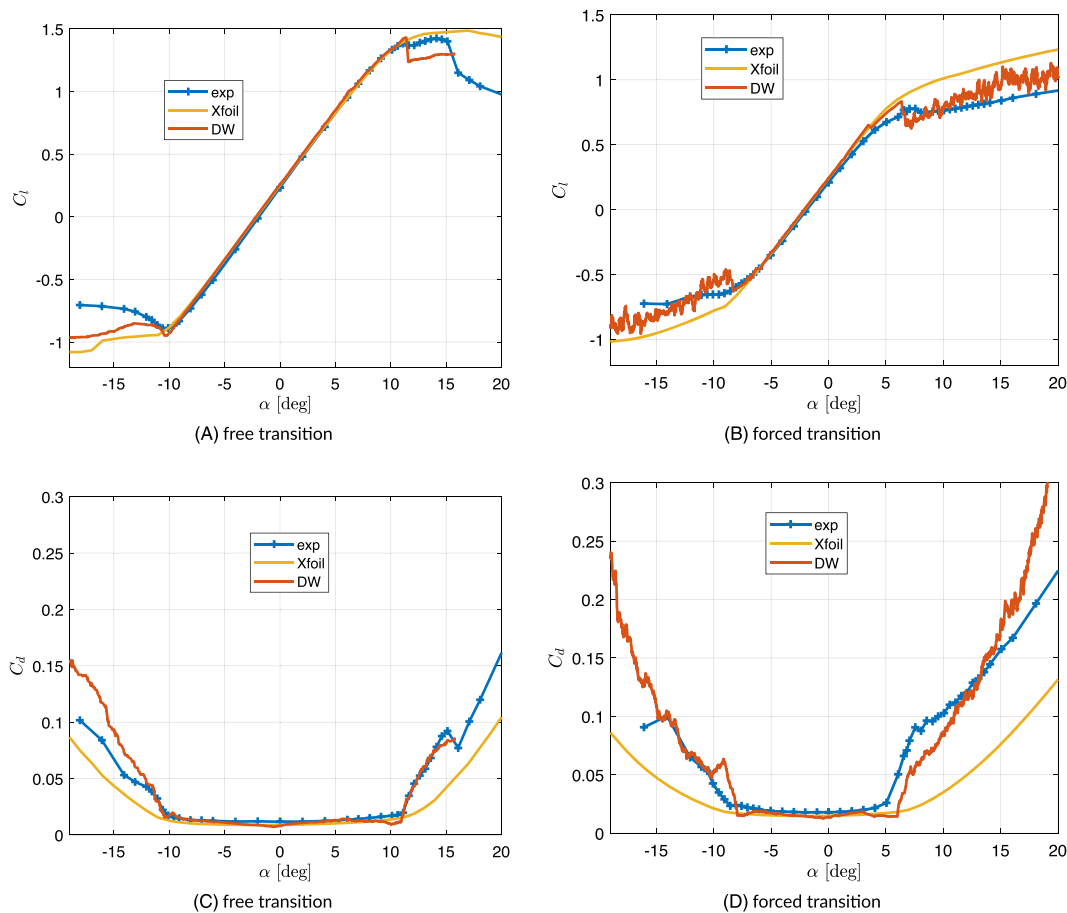 1.5
1
0.5
0
-0.5
-1
-15 -10 -5 0 5 10 15 20
C_l
α [deg]
exp
Xfoil
DW
(A) free transition
1.5
1
0.5
0
-0.5
-1
-15 -10 -5 0 5 10 15 20
C_l
α [deg]
exp
Xfoil
DW
(B) forced transition
0.3
0.25
0.2
0.15
0.1
0.05
0
-15 -10 -5 0 5 10 15 20
C_d
α [deg]
exp
Xfoil
DW
(C) free transition
0.3
0.25
0.2
0.15
0.1
0.05
0
-15 -10 -5 0 5 10 15 20
C_d
α [deg]
exp
Xfoil
DW
(D) forced transition